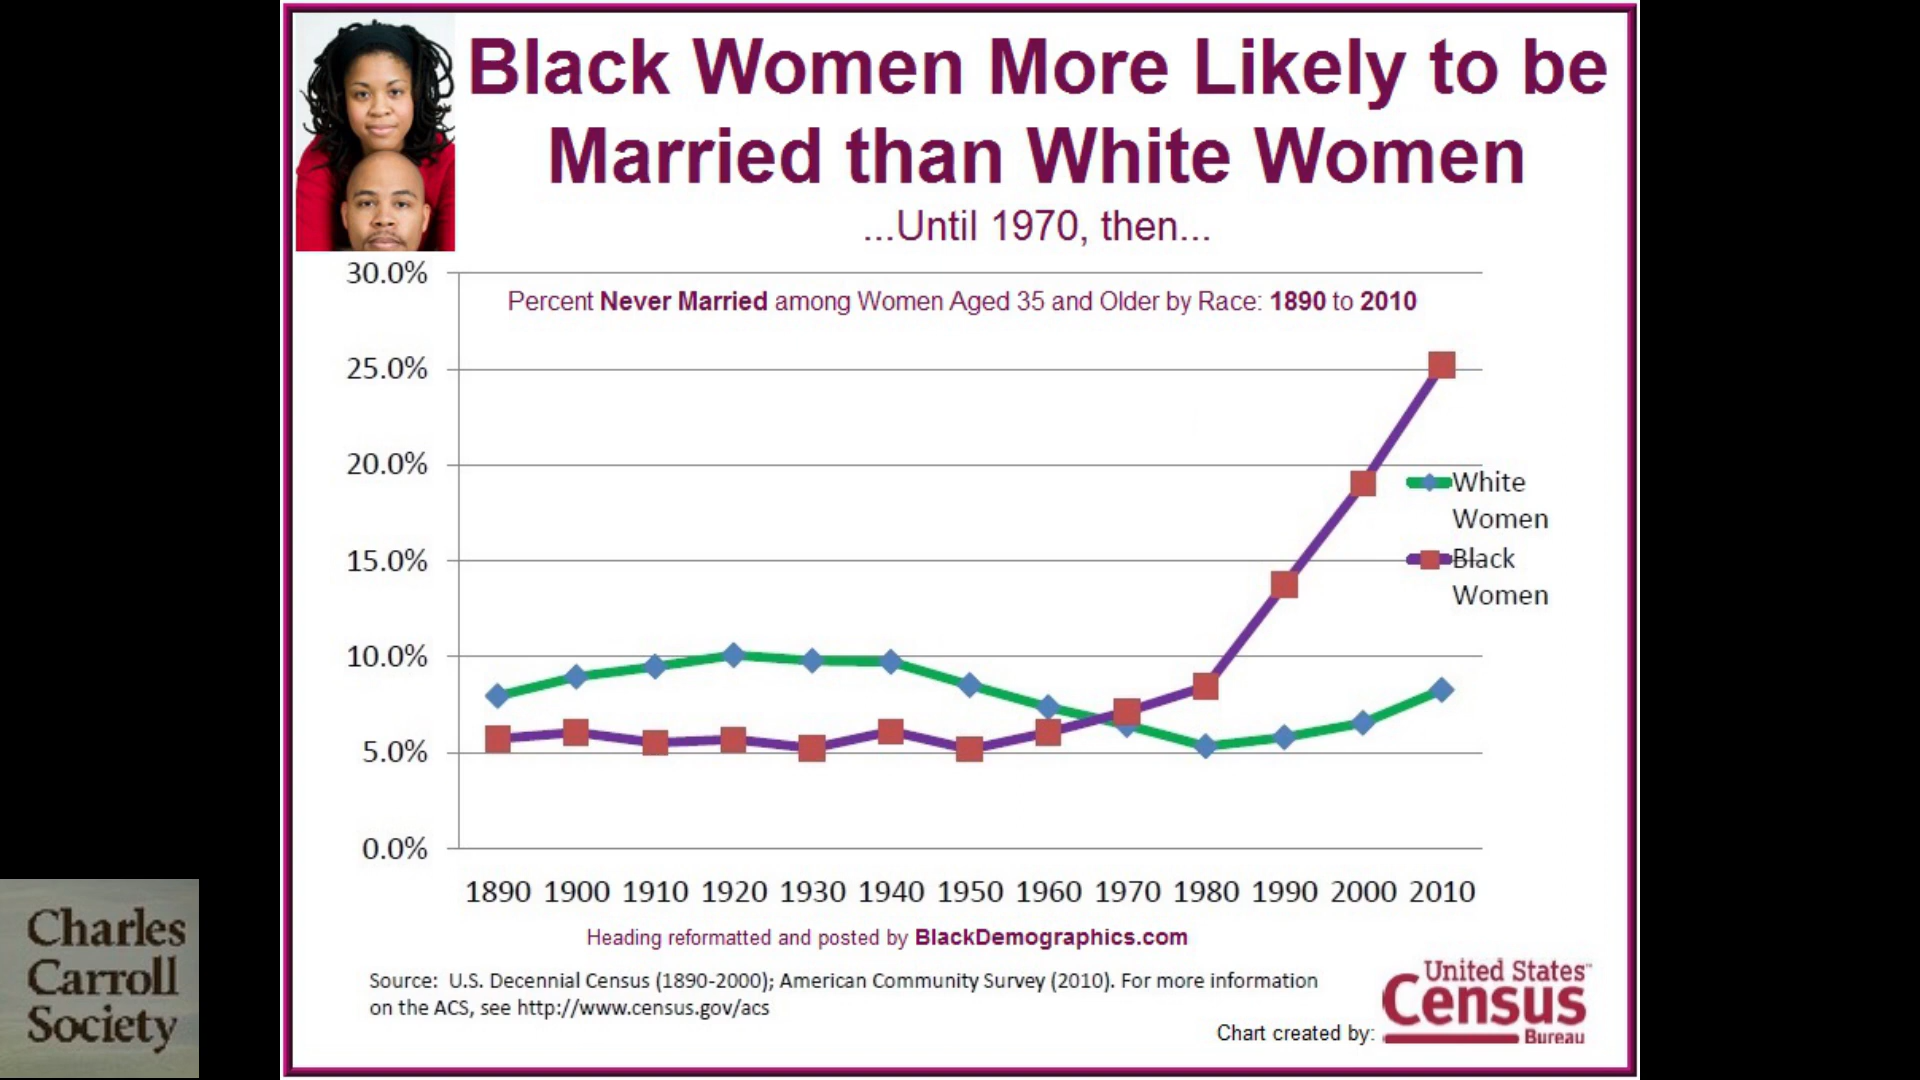 Black Women More Likely to be
Married than White Women
...Until 1970, then...
30.0%
Percent Never Married among Women Aged 35 and Older by Race: 1890 to 2010
25.0%
20.0%
15.0%
10.0%
5.0%
0.0%
White
Women
Black
Women
1890 1900 1910 1920 1930 1940 1950 1960 1970 1980 1990 2000 2010
Heading reformatted and posted by BlackDemographics.com
Source: U.S. Decennial Census (1890-2000); American Community Survey (2010). For more information
on the ACS, see http://www.census.gov/acs
Chart created by:
United States™
Census
Bureau
Charles
Carroll
Society